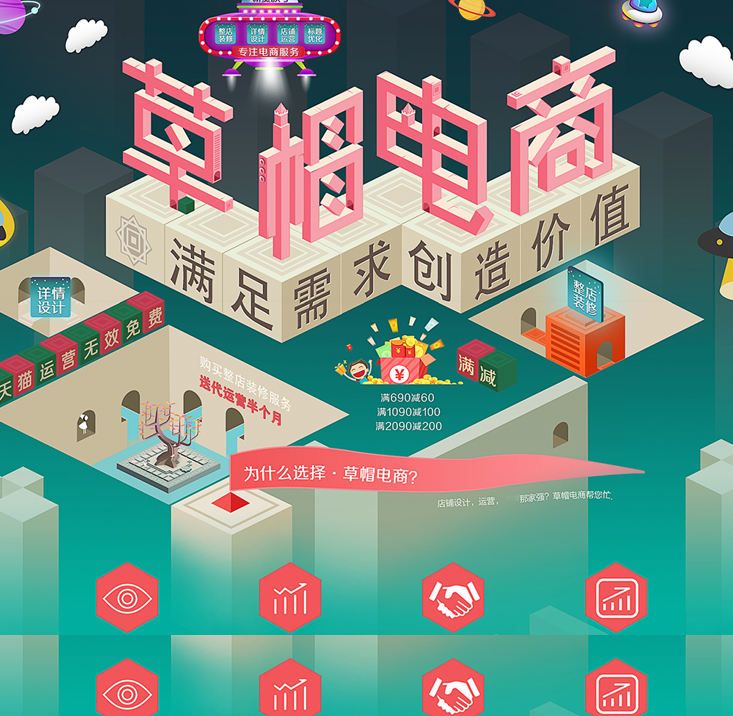 整店装修
详情设计
店铺运营
标题优化
专注电商服务
草帽电商
满足需求创造价值
详情
设计
整店
装修
天猫运营无效免费
购买整店装修服务
送代运营半个月
满减
满690减60
满1090减100
满2090减200
为什么选择·草帽电商?
店铺设计,运营, 那家强? 草帽电商帮您忙.